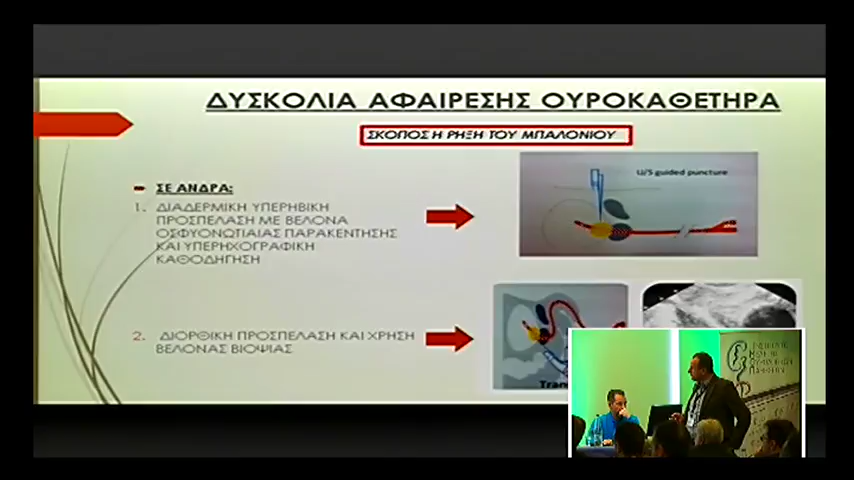 ΔΥΣΚΟΛΙΑ ΑΦΑΙΡΕΣΗΣ ΟΥΡΟΚΑΘΕΤΗΡΑ
ΣΚΟΠΟΣ Η ΡΗΞΗ ΤΟΥ ΜΠΑΛΟΝΙΟΥ
ΣΕ ΑΝΔΡΑ:
U/S guided puncture
1. ΔΙΑΔΕΡΜΙΚΗ ΥΠΕΡΗΒΙΚΗ
ΠΡΟΣΠΕΛΑΣΗ ΜΕ ΒΕΛΟΝΑ
ΟΣΦΥΟΝΩΤΙΑΙΑΣ ΠΑΡΑΚΕΝΤΗΣΗΣ
ΚΑΙ ΥΠΕΡΗΧΟΓΡΑΦΙΚΗ
ΚΑΘΟΔΗΓΗΣΗ
2. ΔΙΟΡΘΙΚΗ ΠΡΟΣΠΕΛΑΣΗ ΚΑΙ ΧΡΗΣΗ
ΒΕΛΟΝΑΣ ΒΙΟΨΙΑΣ